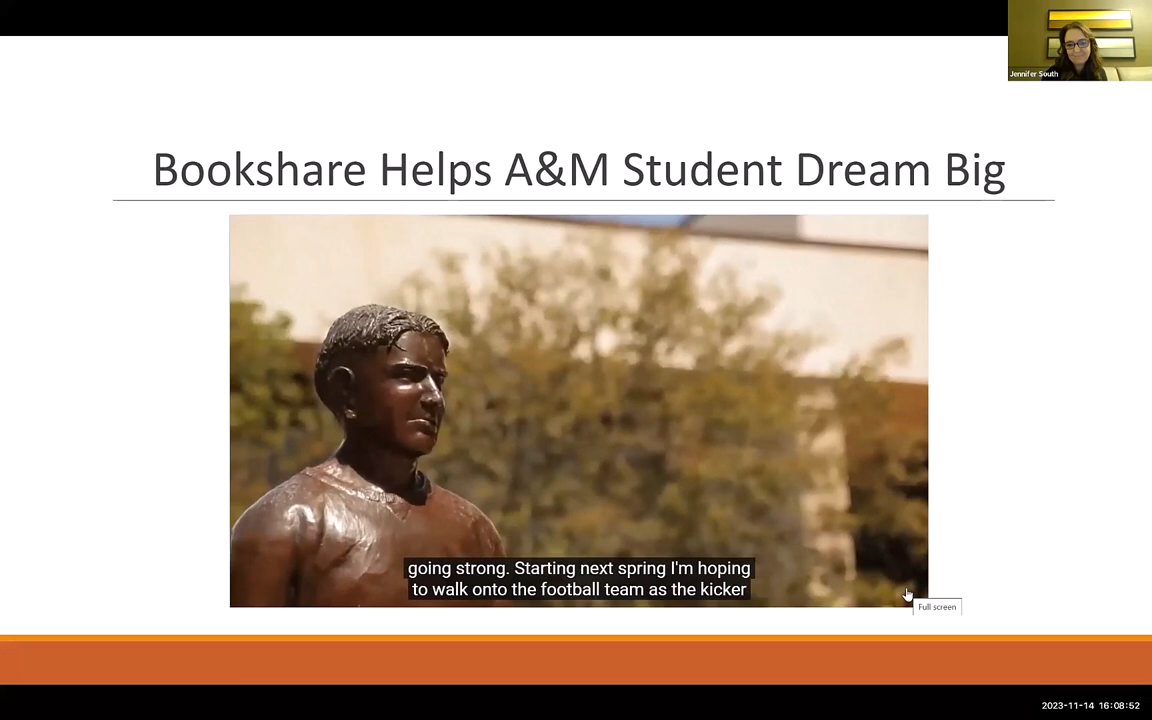 Jennifer South
Bookshare Helps A&M Student Dream Big
going strong. Starting next spring I'm hoping
to walk onto the football team as the kicker
Full screen
2023-11-14 16:08:52